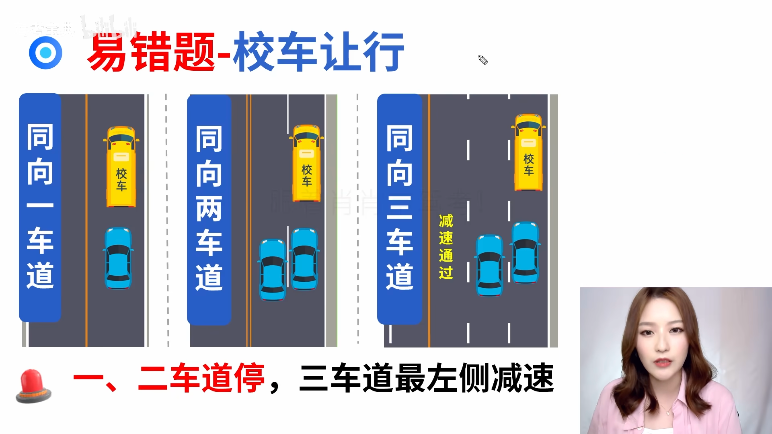 易错题-校车让行
同向一车道
校车
同向两车道
校车
同向三车道
校车
减速通过
一、二车道停，三车道最左侧减速